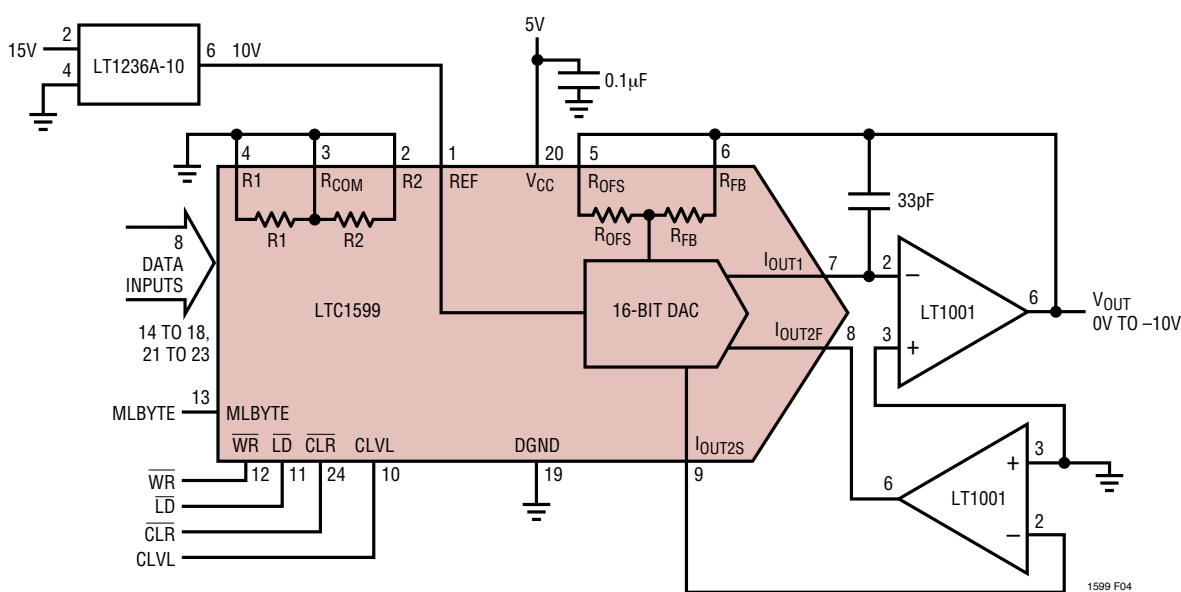 5V
2
15V
4
LT1236A-10
6 10V
0.1μF
4 3 2 1 20 5 6
R1 RCOM R2 REF VCC ROFS RFB
R1 R2
ROFS RFB
33pF
8
DATA
INPUTS
14 TO 18,
21 TO 23
LTC1599
16-BIT DAC
IOUT1 7
IOUT2F 8
2
−
LT1001
3
+
6
VOUT
0V TO –10V
13
MLBYTE
MLBYTE
WR LD CLR CLVL DGND IOUT2S
12 11 24 10 19 9
WR
LD
CLR
CLVL
6
LT1001
+ 3
− 2
1599 F04